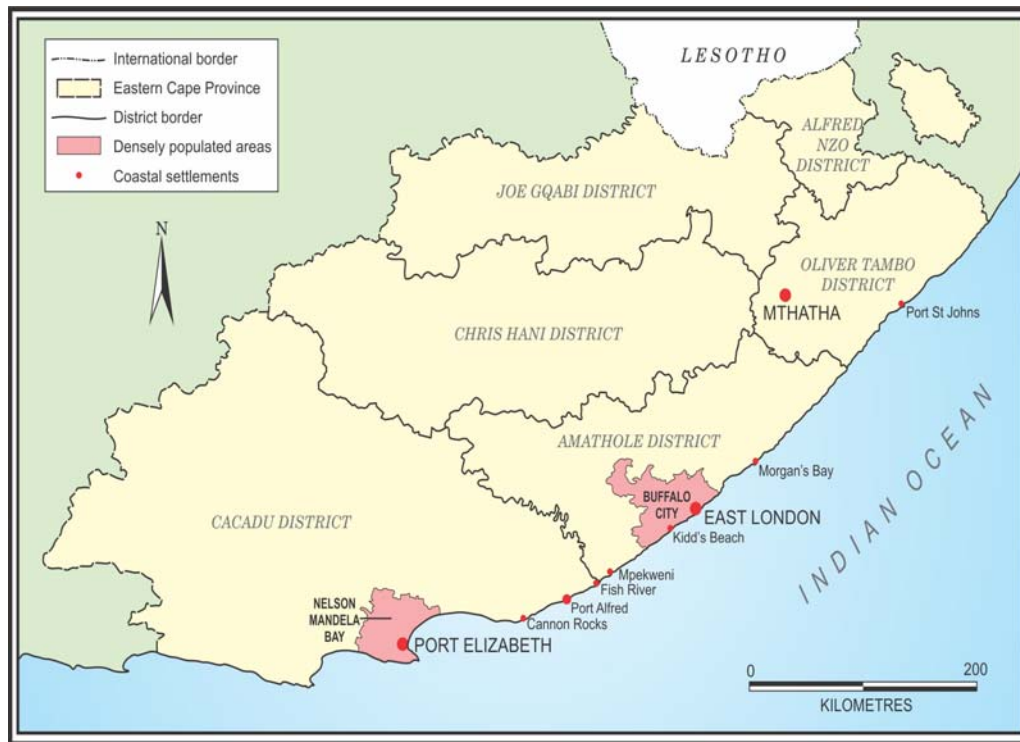 International border
Eastern Cape Province
District border
Densely populated areas
Coastal settlements
N
LESOTHO
ALFRED
NZO
DISTRICT
JOE GQABI DISTRICT
OLIVER TAMBO
DISTRICT
MTHATHA
Port St Johns
CHRIS HANI DISTRICT
AMATHOLE DISTRICT
Morgan's Bay
BUFFALO
CITY
EAST LONDON
Kidd's Beach
CACADU DISTRICT
Mpekweni
Fish River
Port Alfred
Cannon Rocks
NELSON
MANDELA
BAY
PORT ELIZABETH
INDIAN OCEAN
0
200
KILOMETRES